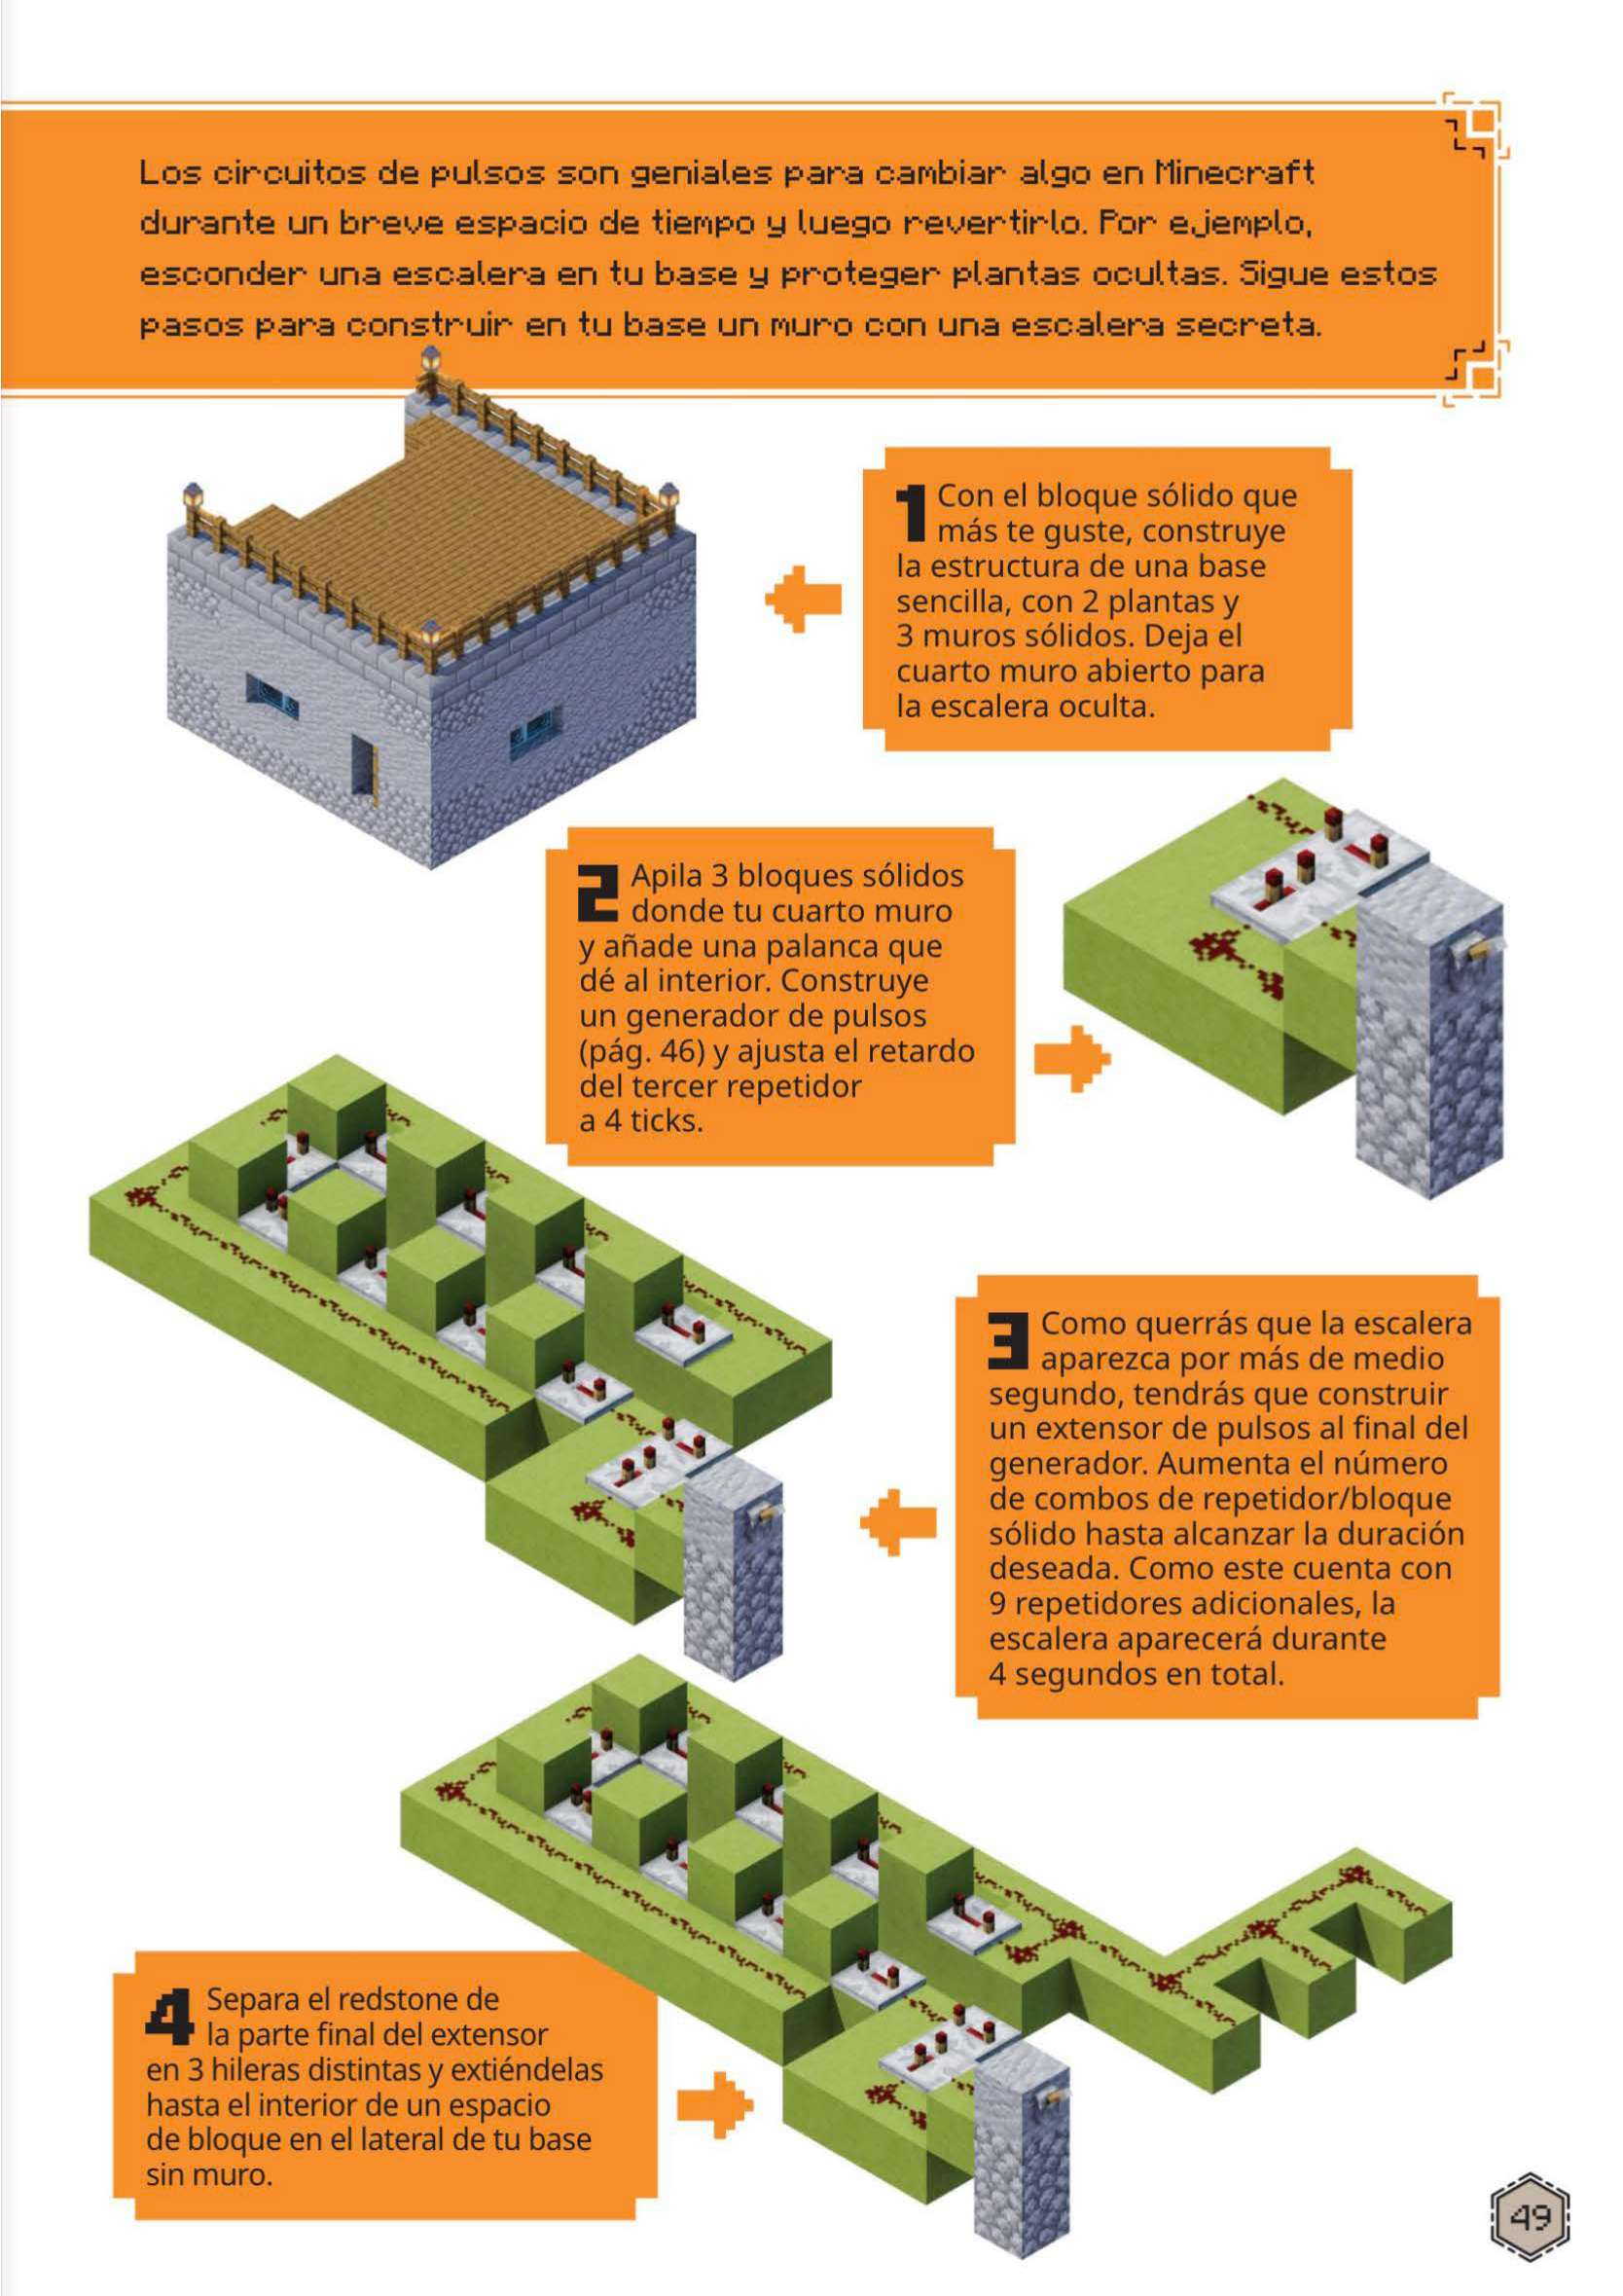 Los circuitos de pulsos son geniales para cambiar algo en Minecraft
durante un breve espacio de tiempo y luego revertirlo. Por ejemplo,
esconder una escalera en tu base y proteger plantas ocultas. Sigue estos
pasos para construir en tu base un muro con una escalera secreta.
1 Con el bloque sólido que
más te guste, construye
la estructura de una base
sencilla, con 2 plantas y
3 muros sólidos. Deja el
cuarto muro abierto para
la escalera oculta.
2 Apila 3 bloques sólidos
donde tu cuarto muro
y añade una palanca que
dé al interior. Construye
un generador de pulsos
(pág. 46) y ajusta el retardo
del tercer repetidor
a 4 ticks.
3 Como querrás que la escalera
aparezca por más de medio
segundo, tendrás que construir
un extensor de pulsos al final del
generador. Aumenta el número
de combos de repetidor/bloque
sólido hasta alcanzar la duración
deseada. Como este cuenta con
9 repetidores adicionales, la
escalera aparecerá durante
4 segundos en total.
4 Separa el redstone de
la parte final del extensor
en 3 hileras distintas y extiéndelas
hasta el interior de un espacio
de bloque en el lateral de tu base
sin muro.
49